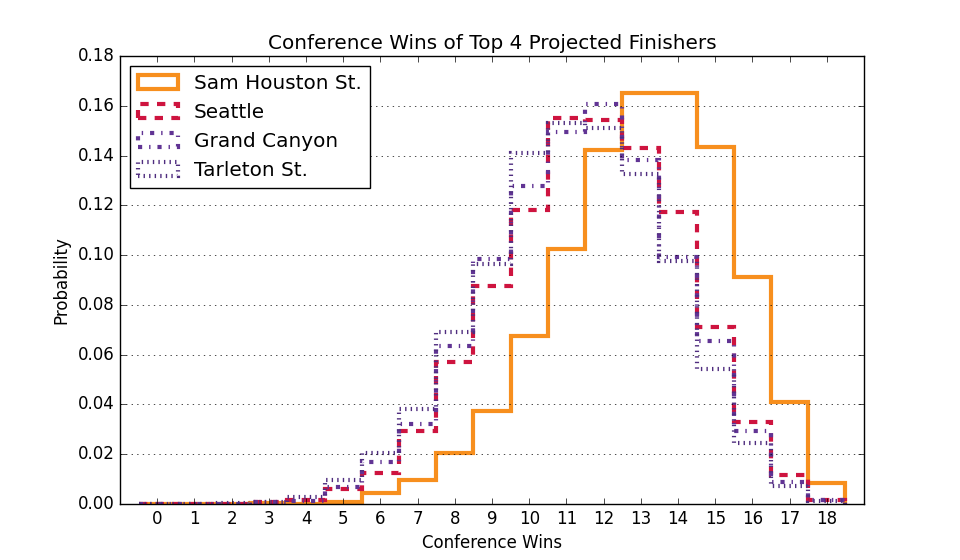 Conference Wins of Top 4 Projected Finishers
0.18
0.16
0.14
0.12
0.10
0.08
0.06
0.04
0.02
0.00
Probability
Sam Houston St.
Seattle
Grand Canyon
Tarleton St.
0 1 2 3 4 5 6 7 8 9 10 11 12 13 14 15 16 17 18
Conference Wins